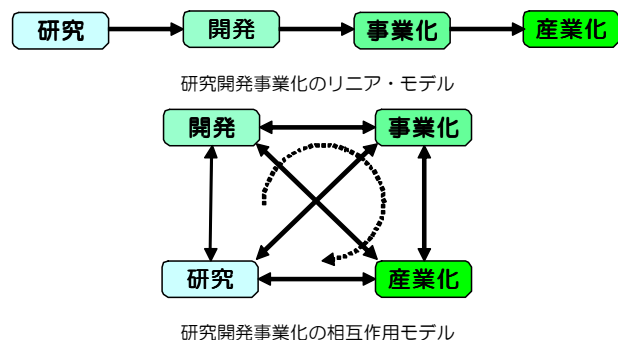 研究 開発 事業化 産業化
研究開発事業化のリニア・モデル
開発 事業化
研究 産業化
研究開発事業化の相互作用モデル